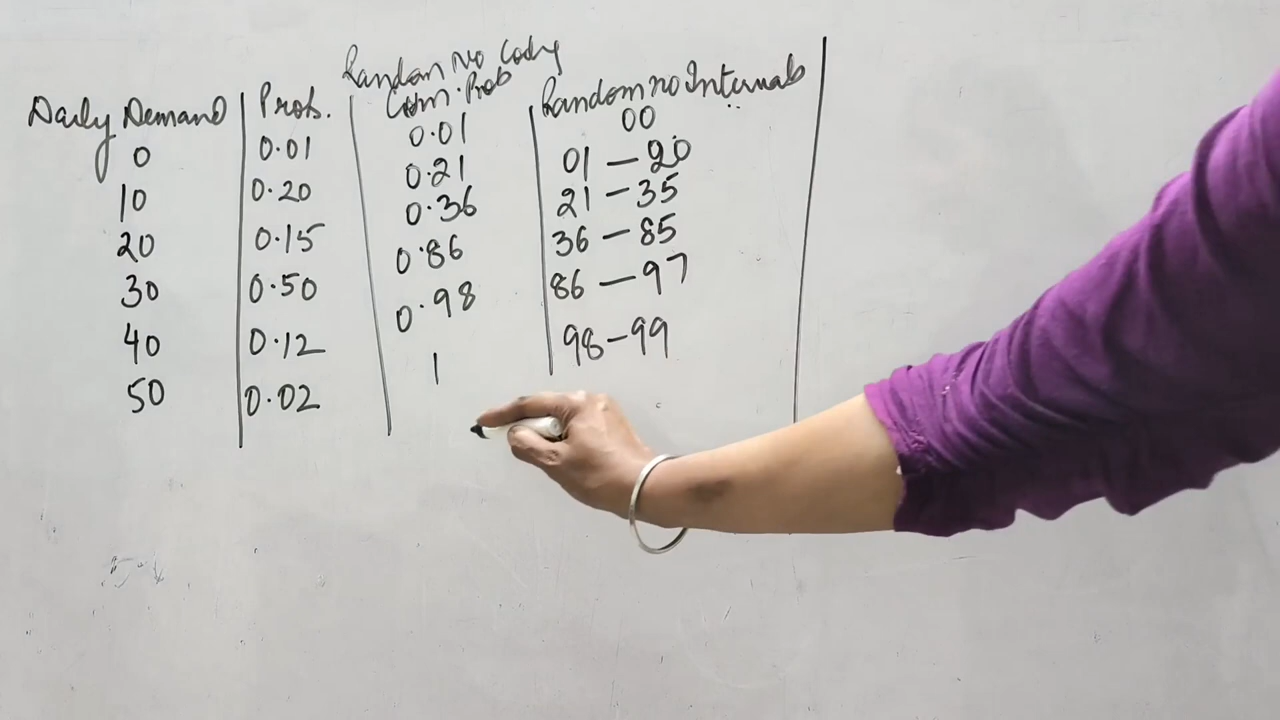 Random No Coding
Daily Demand Prob. Cum. Prob Random no Intervals
0 0.01 0.01 00
10 0.20 0.21 01 – 20
20 0.15 0.36 21 – 35
30 0.50 0.86 36 – 85
40 0.12 0.98 86 – 97
50 0.02 1 98 – 99